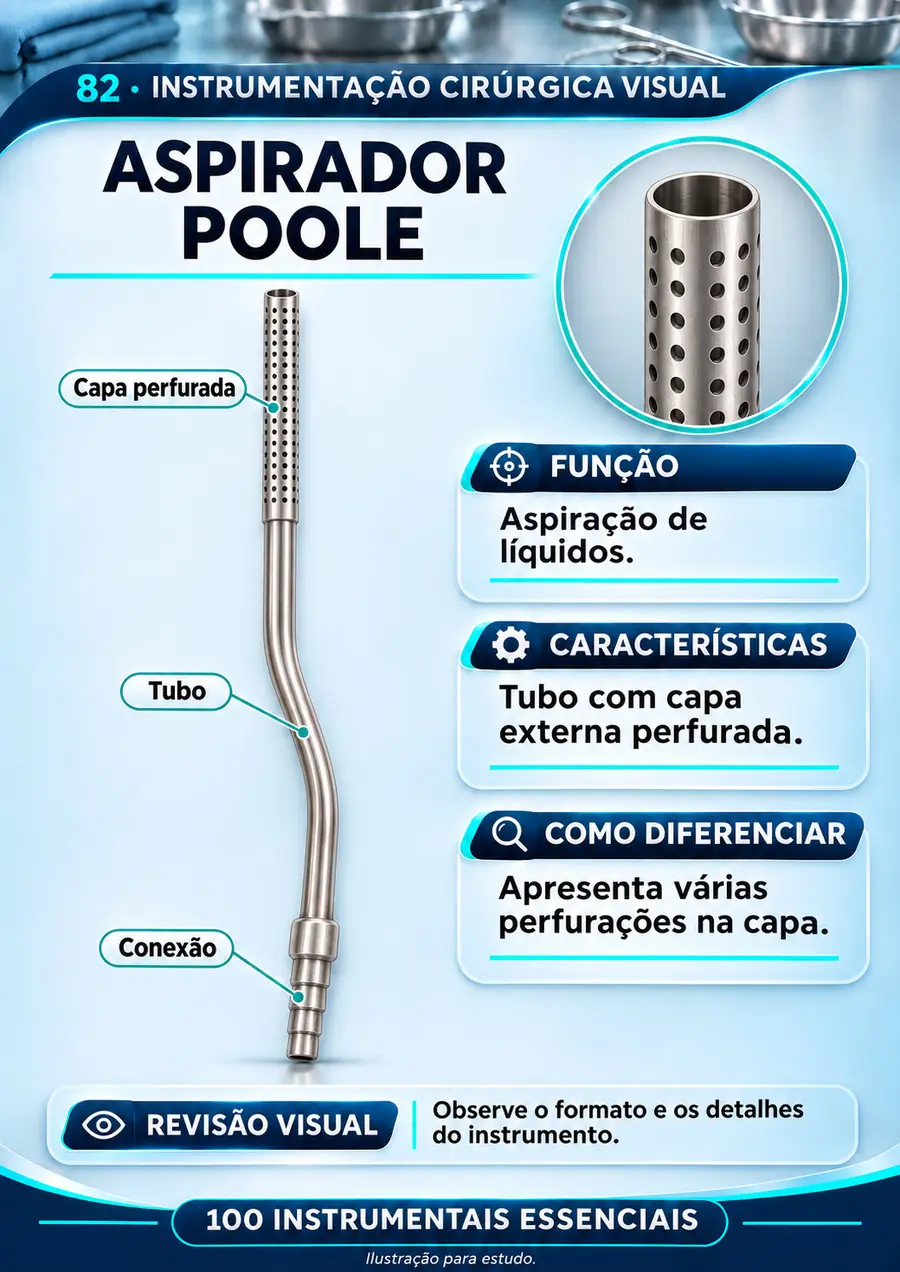 82 • INSTRUMENTAÇÃO CIRÚRGICA VISUAL
ASPIRADOR
POOLE
Capa perfurada
Tubo
Conexão
FUNÇÃO
Aspiração de
líquidos.
CARACTERÍSTICAS
Tubo com capa
externa perfurada.
COMO DIFERENCIAR
Apresenta várias
perfurações na capa.
REVISÃO VISUAL
Observe o formato e os detalhes
do instrumento.
100 INSTRUMENTAIS ESSENCIAIS
Ilustração para estudo.